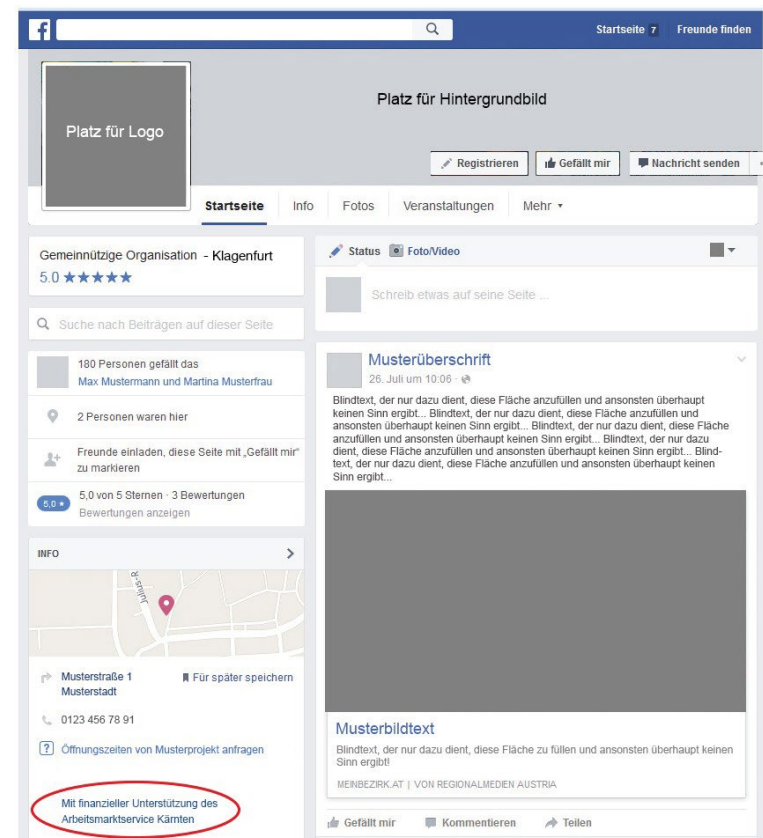 f
Startseite 7 Freunde finden
Platz für Logo
Platz für Hintergrundbild
Registrieren
Gefällt mir
Nachricht senden
Startseite Info Fotos Veranstaltungen Mehr
Gemeinnützige Organisation - Klagenfurt
5.0 ★★★★★
Suche nach Beiträgen auf dieser Seite
180 Personen gefällt das
Max Mustermann und Martina Musterfrau
2 Personen waren hier
Freunde einladen, diese Seite mit „Gefällt mir“
zu markieren
5,0 ★
5,0 von 5 Sternen · 3 Bewertungen
Bewertungen anzeigen
INFO
Julius-R
Musterstraße 1
Musterstadt
Für später speichern
0123 456 78 91
?
Öffnungszeiten von Musterprojekt anfragen
Mit finanzieller Unterstützung des
Arbeitsmarktservice Kärnten
Status Foto/Video
Schreib etwas auf seine Seite ...
Musterüberschrift
26. Juli um 10:06 ·
Blindtext, der nur dazu dient, diese Fläche anzufüllen und ansonsten überhaupt
keinen Sinn ergibt... Blindtext, der nur dazu dient, diese Fläche anzufüllen und
ansonsten überhaupt keinen Sinn ergibt... Blindtext, der nur dazu dient, diese Fläche
anzufüllen und ansonsten überhaupt keinen Sinn ergibt... Blindtext, der nur dazu
dient, diese Fläche anzufüllen und ansonsten überhaupt keinen Sinn ergibt... Blind-
text, der nur dazu dient, diese Fläche anzufüllen und ansonsten überhaupt keinen
Sinn ergibt...
Musterbildtext
Blindtext, der nur dazu dient, diese Fläche zu füllen und ansonsten überhaupt keinen
Sinn ergibt!
MEINBEZIRK.AT | VON REGIONALMEDIEN AUSTRIA
Gefällt mir Kommentieren Teilen